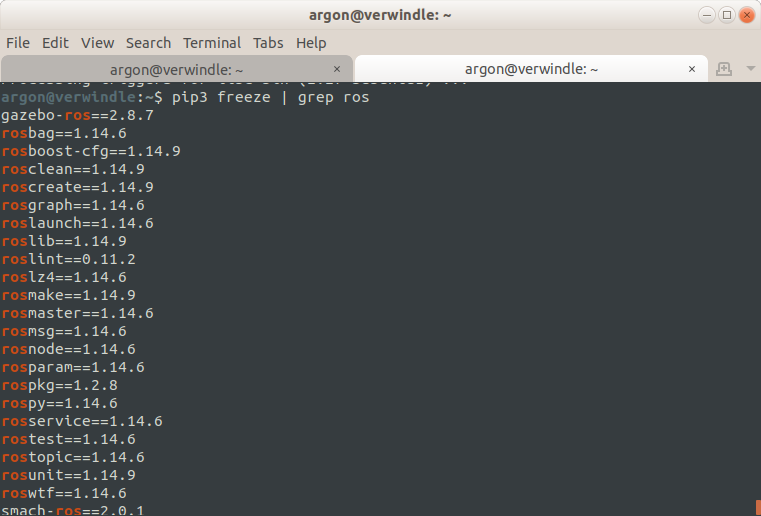 argon@verwindle: ~
File Edit View Search Terminal Tabs Help
argon@verwindle: ~ × argon@verwindle: ~ ×
argon@verwindle:~$ pip3 freeze | grep ros
gazebo-ros==2.8.7
rosbag==1.14.6
rosboost-cfg==1.14.9
rosclean==1.14.9
roscreate==1.14.9
rosgraph==1.14.6
roslaunch==1.14.6
roslib==1.14.9
roslint==0.11.2
roslz4==1.14.6
rosmake==1.14.9
rosmaster==1.14.6
rosmsg==1.14.6
rosnode==1.14.6
rosparam==1.14.6
rospkg==1.2.8
rospy==1.14.6
rosservice==1.14.6
rostest==1.14.6
rostopic==1.14.6
rosunit==1.14.9
roswtf==1.14.6
smach-ros==2.0.1